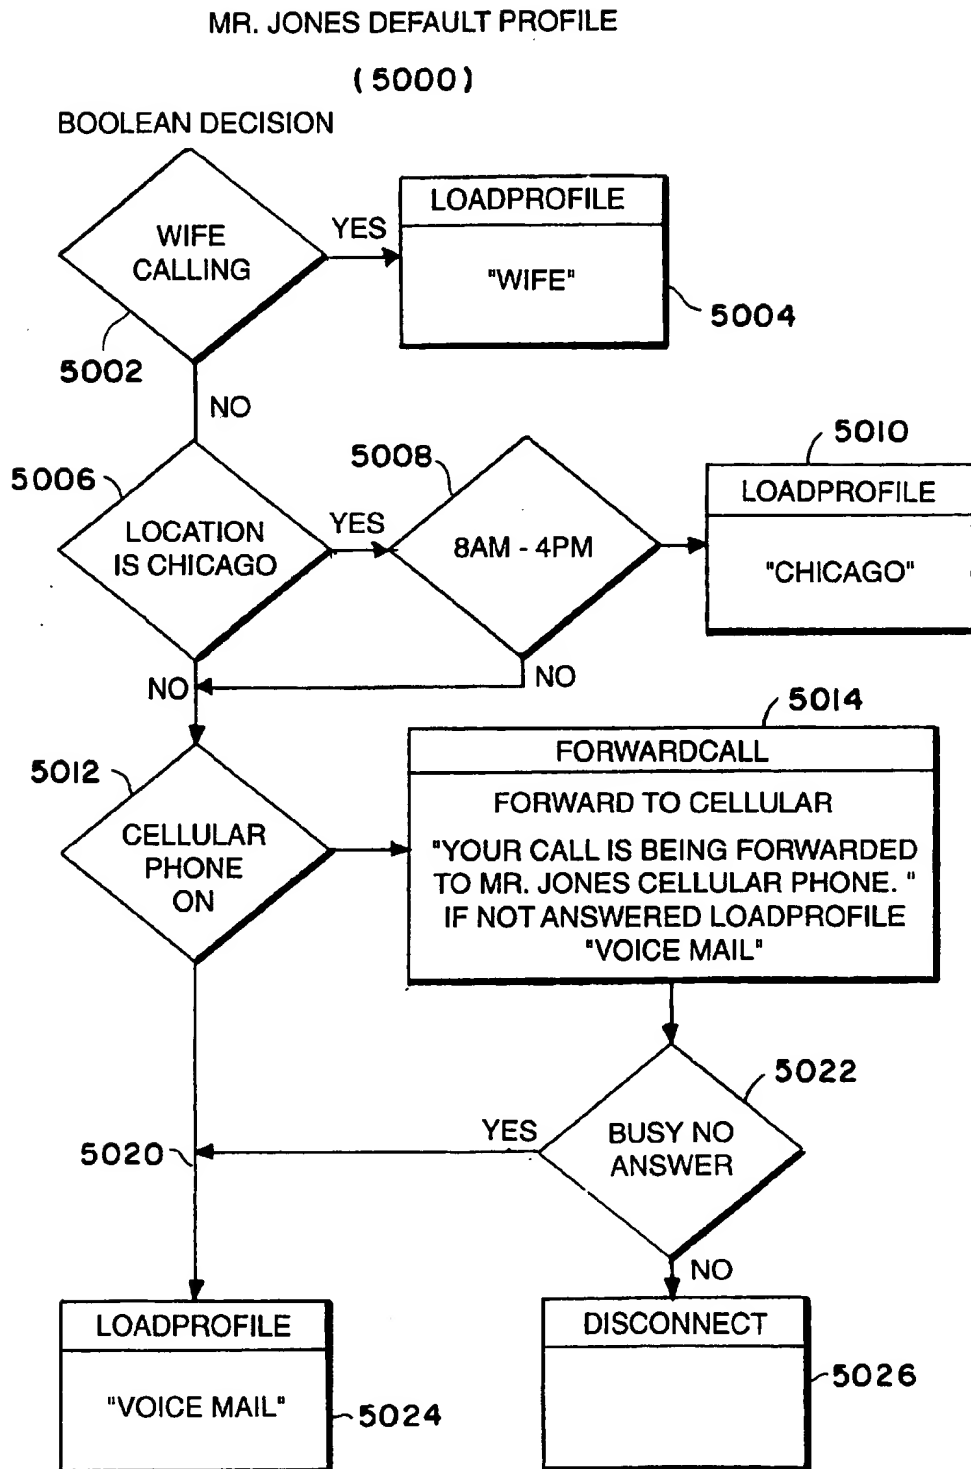 MR. JONES DEFAULT PROFILE
(5000)
BOOLEAN DECISION
WIFE
CALLING
YES
LOADPROFILE
"WIFE"
5004
5002
NO
5006
LOCATION
IS CHICAGO
YES
5008
8AM - 4PM
5010
LOADPROFILE
"CHICAGO"
NO
NO
5012
CELLULAR
PHONE
ON
5014
FORWARDCALL
FORWARD TO CELLULAR
"YOUR CALL IS BEING FORWARDED
TO MR. JONES CELLULAR PHONE. "
IF NOT ANSWERED LOADPROFILE
"VOICE MAIL"
5022
BUSY NO
ANSWER
YES
5020
NO
LOADPROFILE
"VOICE MAIL"
5024
DISCONNECT
5026